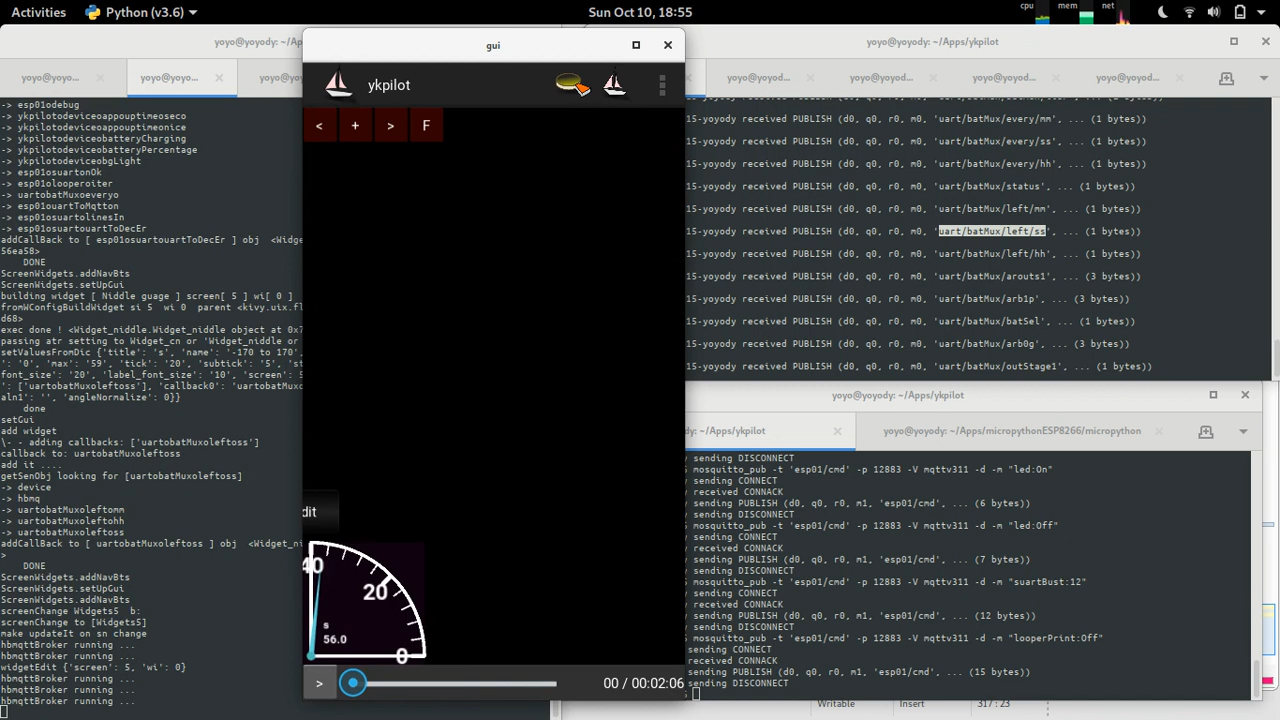 Activities
Python (v3.6)
Sun Oct 10, 18:55
cpu
mem
net
yoyo@yoyody: ~/A
yoyo@yoyo...
yoyo@yoyo...
yoyo@yoyo
-> esp01odebug
-> ykpilotodeviceoappouptimeoseco
-> ykpilotodeviceoappouptimeonice
-> ykpilotodeviceobatteryCharging
-> ykpilotodeviceobatteryPercentage
-> ykpilotodeviceobgLight
-> esp01osuartonOk
-> esp01olooperoiter
-> uartobatMuxoeveryo
-> esp01ouartToMqtton
-> esp01osuartolinesIn
-> esp01osuartouartToDecEr
addCallBack to [ esp01osuartouartToDecEr ] obj <Widge
56ea58>
DONE
ScreenWidgets.addNavBts
ScreenWidgets.setUpGui
building widget [ Niddle guage ] screen[ 5 ] wi[ 0 ]
fromWConfigBuildWidget si 5 wi 0 parent <kivy.uix.fl
d68>
exec done ! <Widget_niddle.Widget_niddle object at 0x7
passing atr setting to Widget_cn or 'Widget_niddle or
setValuesFromDic {'title': 's', 'name': '-170 to 170',
': '0', 'max': '59', 'tick': '20', 'subtick': '5', 's
font_size': '20', 'label_font_size': '10', 'screen': 5
': ['uartobatMuxoleftoss'], 'callback0': 'uartobatMuxo
aln1': '', 'angleNormalize': 0}}
done
setGui
add widget
\- - adding callbacks: ['uartobatMuxoleftoss']
callback to: uartobatMuxoleftoss
add it ....
getSenObj looking for [uartobatMuxoleftoss]
-> device
-> hbmq
-> uartobatMuxoleftomm
-> uartobatMuxoleftohh
-> uartobatMuxoleftoss
addCallBack to [ uartobatMuxoleftoss ] obj <Widget_ni
>
DONE
ScreenWidgets.addNavBts
ScreenWidgets.setUpGui
ScreenWidgets.addNavBts
screenChange Widgets5 b:
screenChange to [Widgets5]
make updateIt on sn change
hbmqttBroker running ...
hbmqttBroker running ...
widgetEdit {'screen': 5, 'wi': 0}
hbmqttBroker running ...
hbmqttBroker running ...
hbmqttBroker running ...
gui
ykpilot
< + > F
dit
40
20
0
s
56.0
>
00 / 00:02:06
yoyo@yoyody: ~/Apps/ykpilot
yoyo@yoyod...
yoyo@yoyod...
yoyo@yoyod...
yoyo@yoyod...
15-yoyody received PUBLISH (d0, q0, r0, m0, 'uart/batMux/every/mm', ... (1 bytes))
15-yoyody received PUBLISH (d0, q0, r0, m0, 'uart/batMux/every/ss', ... (1 bytes))
15-yoyody received PUBLISH (d0, q0, r0, m0, 'uart/batMux/every/hh', ... (1 bytes))
15-yoyody received PUBLISH (d0, q0, r0, m0, 'uart/batMux/status', ... (1 bytes))
15-yoyody received PUBLISH (d0, q0, r0, m0, 'uart/batMux/left/mm', ... (1 bytes))
15-yoyody received PUBLISH (d0, q0, r0, m0, 'uart/batMux/left/ss', ... (1 bytes))
15-yoyody received PUBLISH (d0, q0, r0, m0, 'uart/batMux/left/hh', ... (1 bytes))
15-yoyody received PUBLISH (d0, q0, r0, m0, 'uart/batMux/arouts1', ... (3 bytes))
15-yoyody received PUBLISH (d0, q0, r0, m0, 'uart/batMux/arb1p', ... (3 bytes))
15-yoyody received PUBLISH (d0, q0, r0, m0, 'uart/batMux/batSel', ... (1 bytes))
15-yoyody received PUBLISH (d0, q0, r0, m0, 'uart/batMux/arb0g', ... (3 bytes))
15-yoyody received PUBLISH (d0, q0, r0, m0, 'uart/batMux/outStage1', ... (1 bytes))
yoyo@yoyody: ~/Apps/ykpilot
dy: ~/Apps/ykpilot
yoyo@yoyody: ~/Apps/micropythonESP8266/micropython
y sending DISCONNECT
$ mosquitto_pub -t 'esp01/cmd' -p 12883 -V mqttv311 -d -m "led:On"
y sending CONNECT
y received CONNACK
y sending PUBLISH (d0, q0, r0, m1, 'esp01/cmd', ... (6 bytes))
y sending DISCONNECT
$ mosquitto_pub -t 'esp01/cmd' -p 12883 -V mqttv311 -d -m "led:Off"
y sending CONNECT
y received CONNACK
y sending PUBLISH (d0, q0, r0, m1, 'esp01/cmd', ... (7 bytes))
y sending DISCONNECT
$ mosquitto_pub -t 'esp01/cmd' -p 12883 -V mqttv311 -d -m "suartBust:12"
y sending CONNECT
y received CONNACK
y sending PUBLISH (d0, q0, r0, m1, 'esp01/cmd', ... (12 bytes))
y sending DISCONNECT
$ mosquitto_pub -t 'esp01/cmd' -p 12883 -V mqttv311 -d -m "looperPrint:Off"
y sending CONNECT
received CONNACK
sending PUBLISH (d0, q0, r0, m1, 'esp01/cmd', ... (15 bytes))
sending DISCONNECT
Writable
Insert
317 : 23